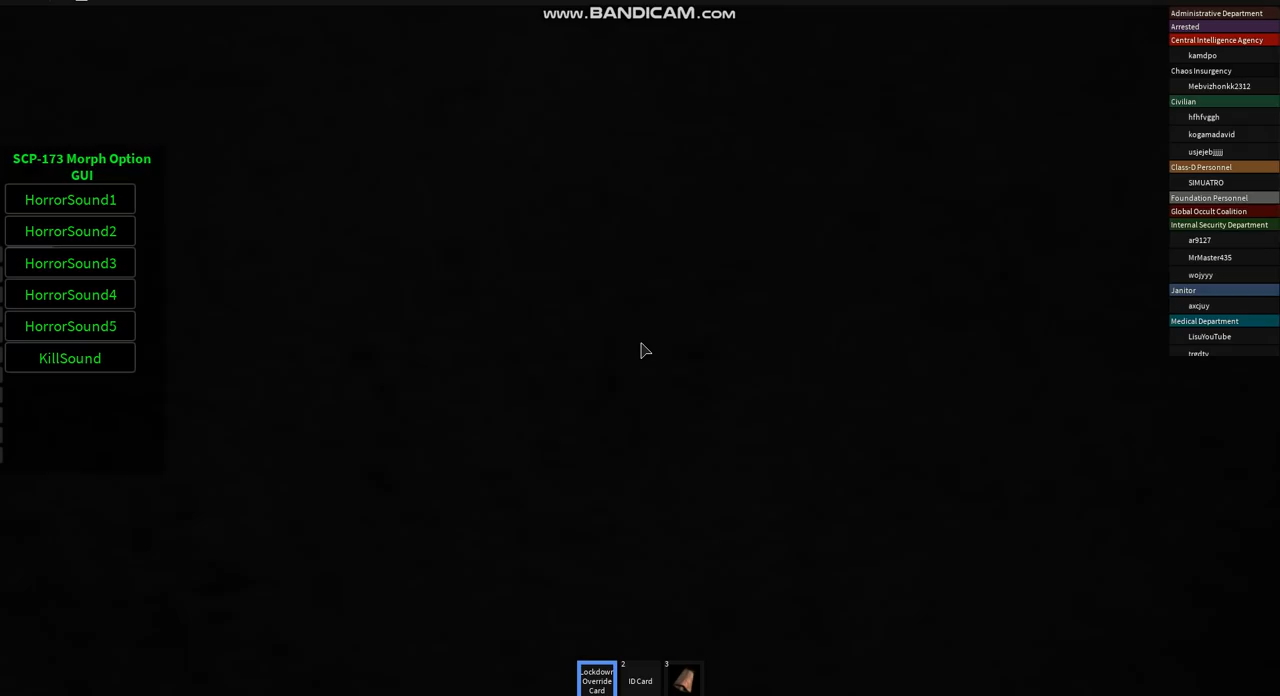 www.BANDICAM.com
SCP-173 Morph Option
GUI
HorrorSound1
HorrorSound2
HorrorSound3
HorrorSound4
HorrorSound5
KillSound
Administrative Department
Arrested
Central Intelligence Agency
kamdpo
Chaos Insurgency
Mebvizhonkk2312
Civilian
hfhfvggh
kogamadavid
usjejebjjjjj
Class-D Personnel
SIMUATRO
Foundation Personnel
Global Occult Coalition
Internal Security Department
ar9127
MrMaster435
wojyyy
Janitor
axcjuy
Medical Department
LisuYouTube
Lockdown
Override
Card
2
ID Card
3